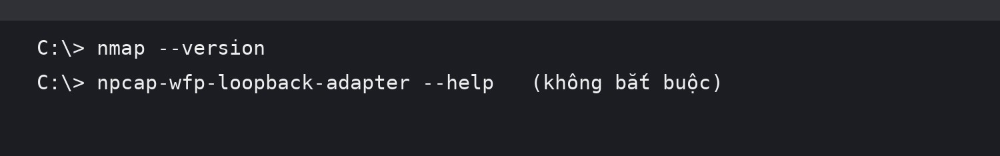 C:\> nmap --version
C:\> npcap-wfp-loopback-adapter --help   (không bắt buộc)